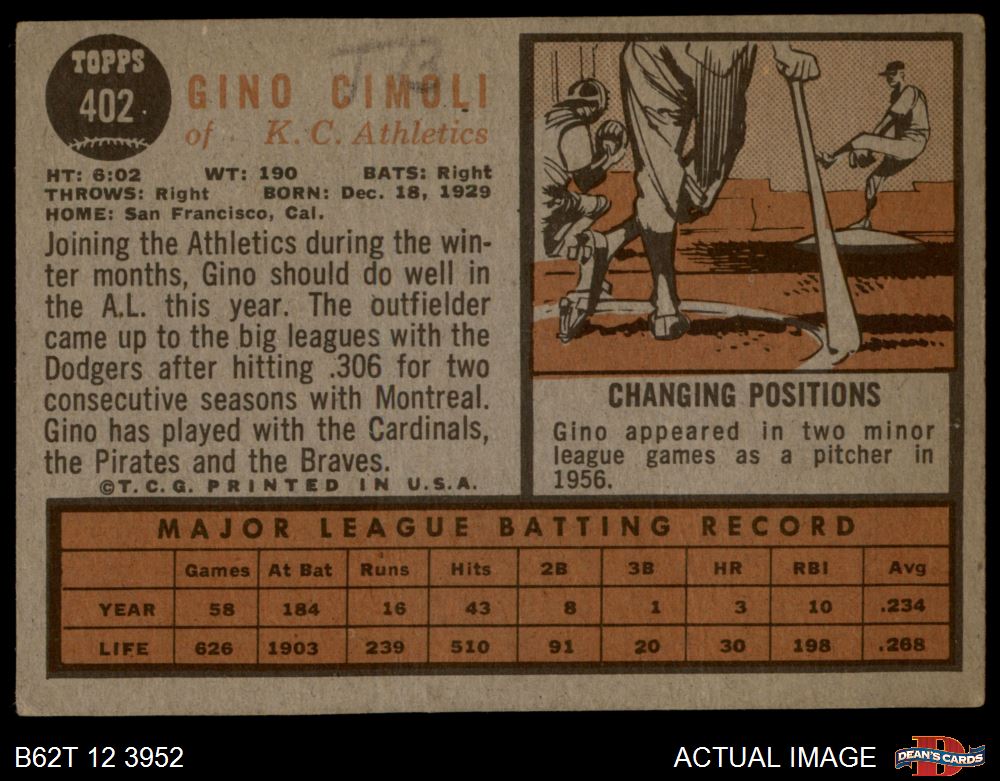 TOPPS
402
GINO CIMOLI
of K. C. Athletics
HT: 6:02 WT: 190 BATS: Right
THROWS: Right BORN: Dec. 18, 1929
HOME: San Francisco, Cal.
Joining the Athletics during the win-
ter months, Gino should do well in
the A.L. this year. The outfielder
came up to the big leagues with the
Dodgers after hitting .306 for two
consecutive seasons with Montreal.
Gino has played with the Cardinals,
the Pirates and the Braves.
©T.C.G. PRINTED IN U.S.A.
CHANGING POSITIONS
Gino appeared in two minor
league games as a pitcher in
1956.
MAJOR LEAGUE BATTING RECORD
Games At Bat Runs Hits 2B 3B HR RBI Avg
YEAR 58 184 16 43 8 1 3 10 .234
LIFE 626 1903 239 510 91 20 30 198 .268
B62T 12 3952
ACTUAL IMAGE
D
DEAN'S CARDS